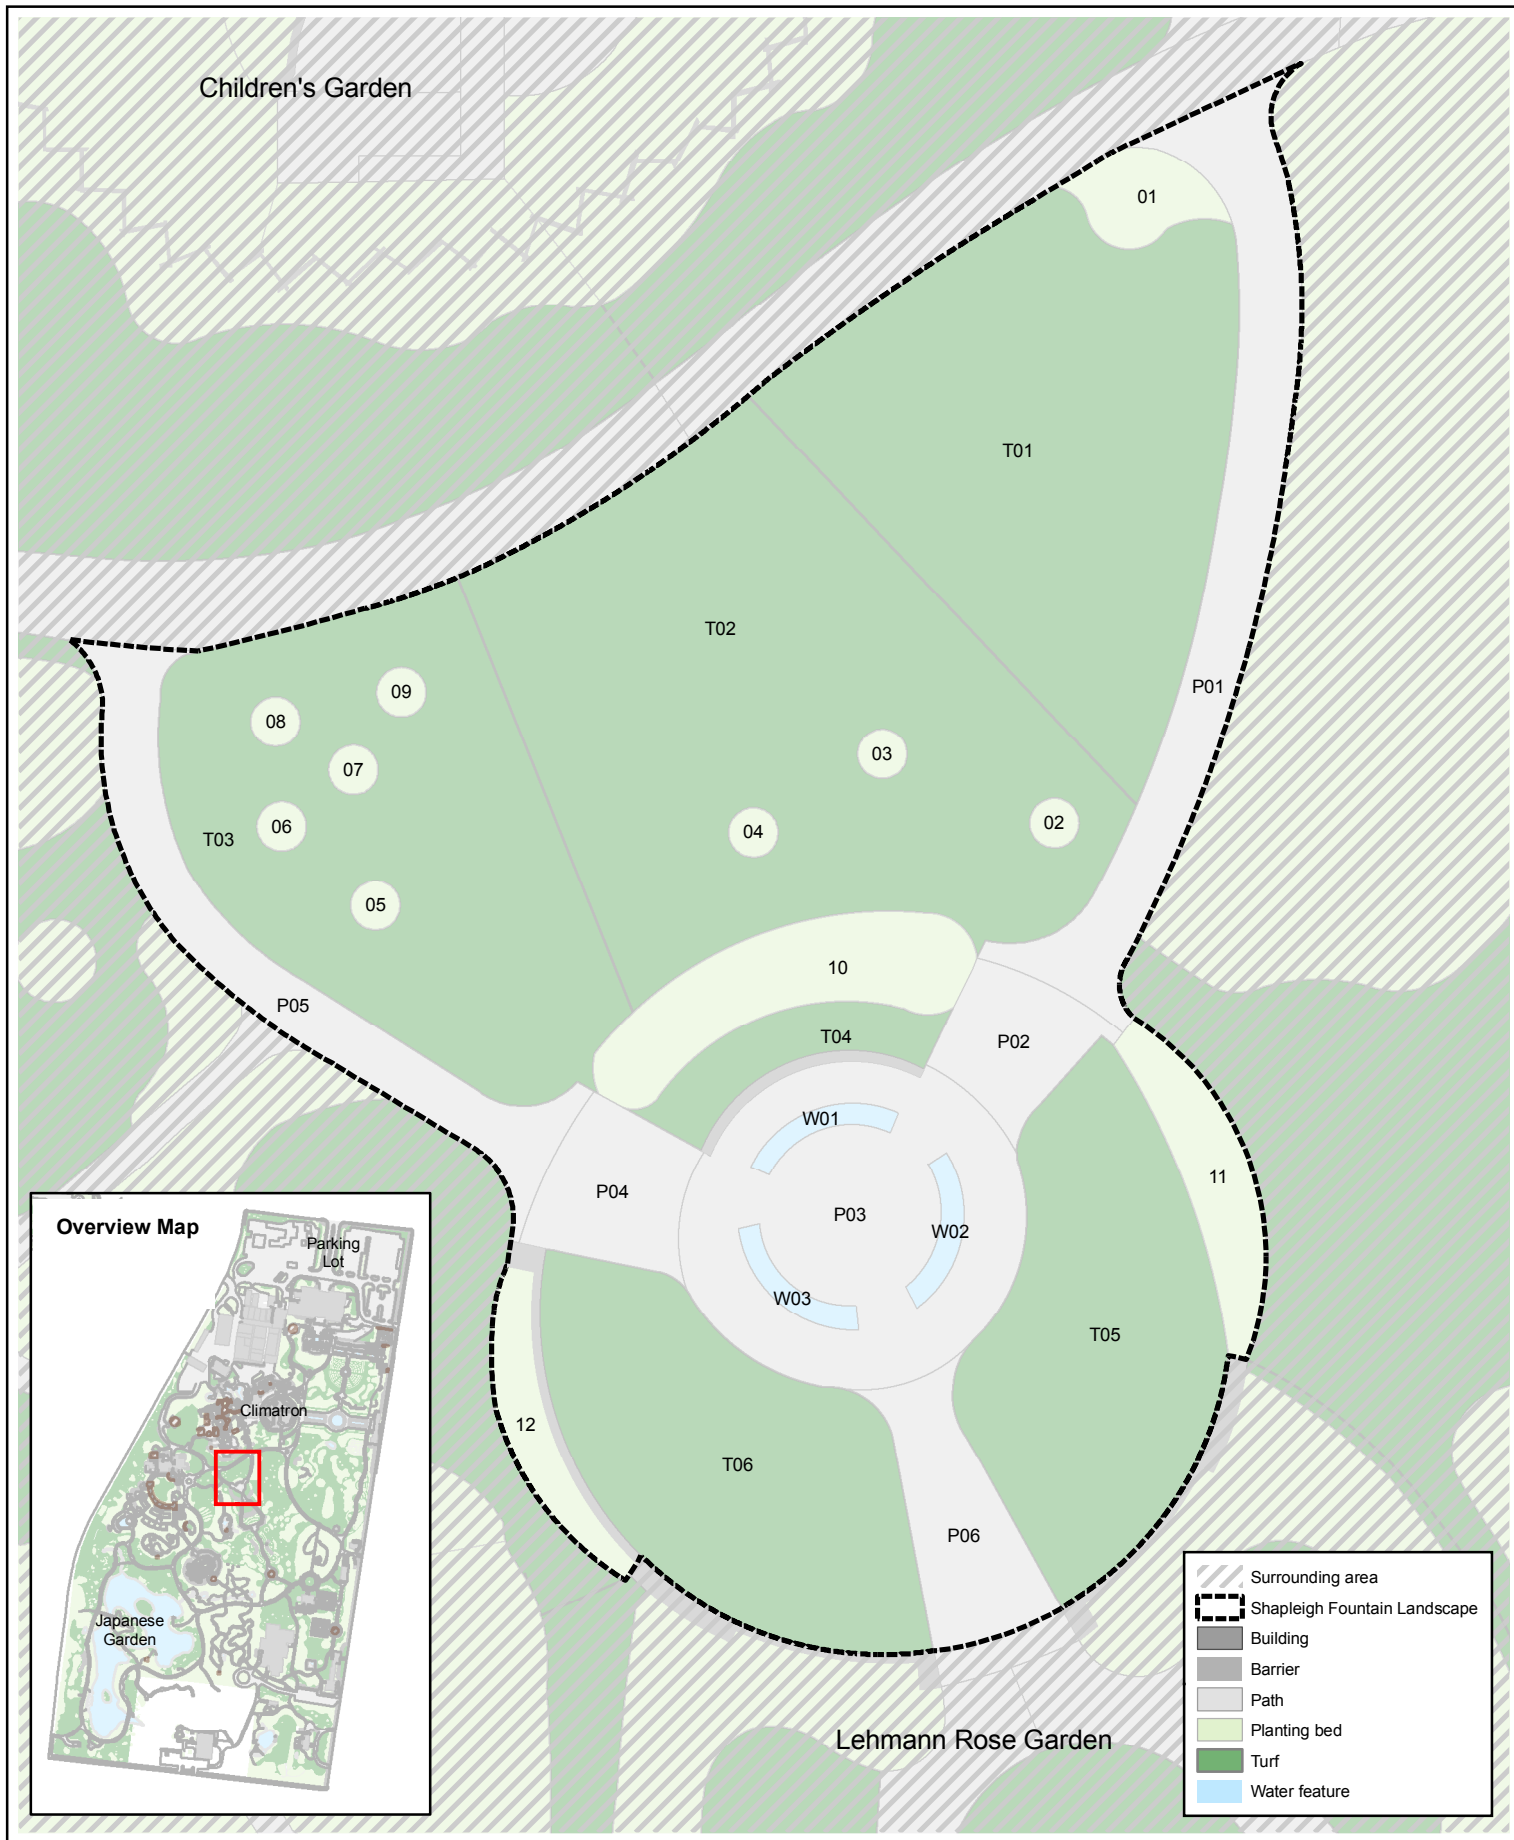 Children's Garden
01
T01
T02
P01
09
08
07
03
02
04
06
T03
05
10
P05
T04
P02
W01
11
P04
P03
W02
W03
T05
12
T06
P06
Lehmann Rose Garden
Overview Map
Parking
Lot
Climatron
Japanese
Garden
Surrounding area
Shapleigh Fountain Landscape
Building
Barrier
Path
Planting bed
Turf
Water feature